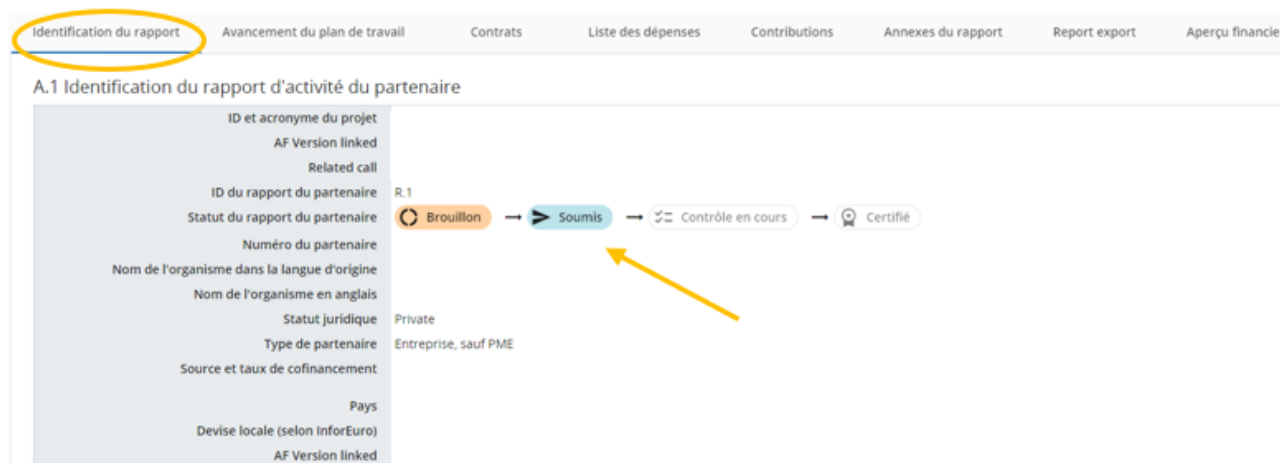 Identification du rapport Avancement du plan de travail Contrats Liste des dépenses Contributions Annexes du rapport Report export Aperçu financie
A.1 Identification du rapport d'activité du partenaire
ID et acronyme du projet
AF Version linked
Related call
ID du rapport du partenaire R.1
Statut du rapport du partenaire Brouillon → Soumis → Contrôle en cours → Certifié
Numéro du partenaire
Nom de l'organisme dans la langue d'origine
Nom de l'organisme en anglais
Statut juridique Private
Type de partenaire Entreprise, sauf PME
Source et taux de cofinancement
Pays
Devise locale (selon InforEuro)
AF Version linked